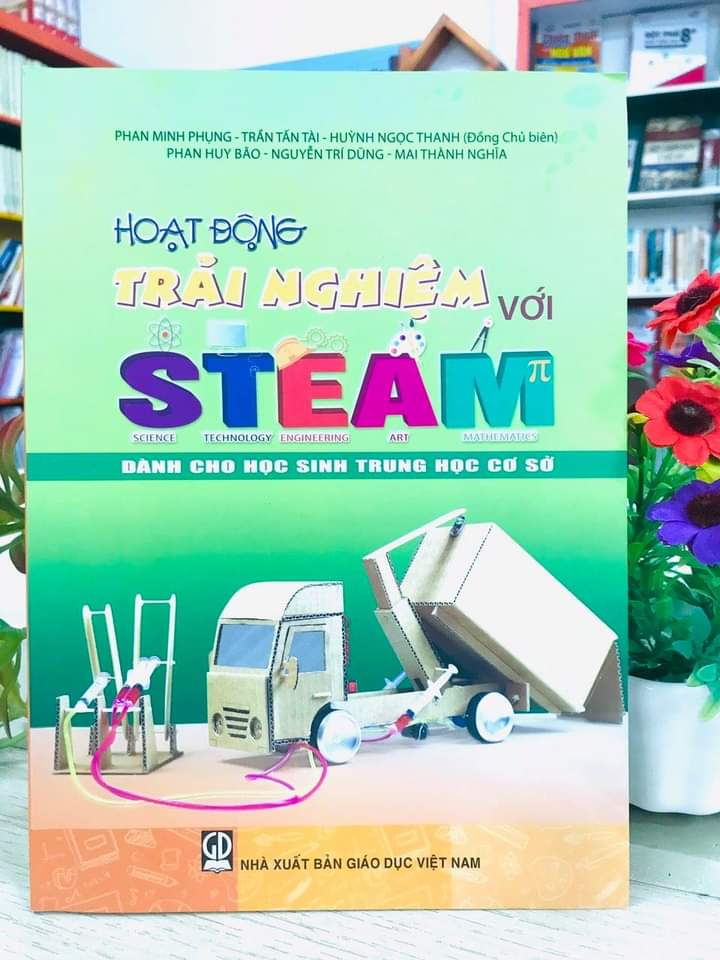 PHAN MINH PHỤNG - TRẦN TẤN TÀI - HUỲNH NGỌC THANH (Đồng Chủ biên)
PHAN HUY BẢO - NGUYỄN TRÍ DŨNG - MAI THÀNH NGHĨA
HOẠT ĐỘNG
TRẢI NGHIỆM VỚI
STEAM π
SCIENCE TECHNOLOGY ENGINEERING ART MATHEMATICS
DÀNH CHO HỌC SINH TRUNG HỌC CƠ SỞ
GD NHÀ XUẤT BẢN GIÁO DỤC VIỆT NAM